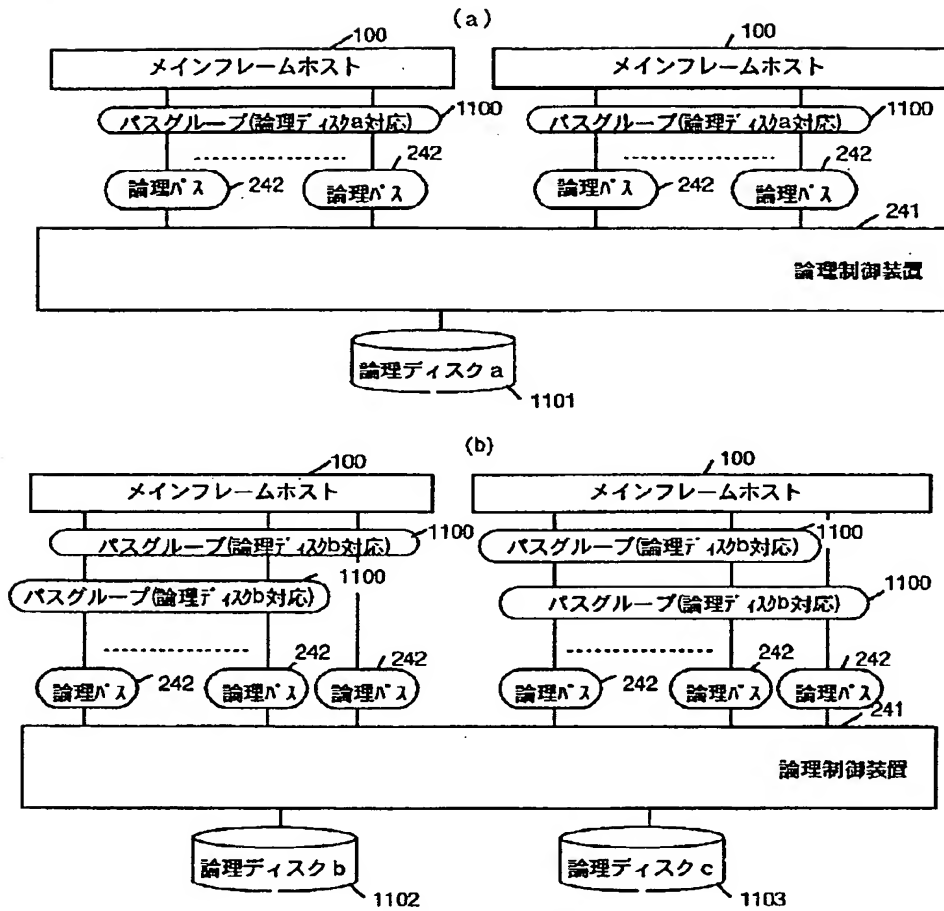 (a)
100 100
メインフレームホスト メインフレームホスト
1100 1100
パスグループ(論理ディスクa対応) パスグループ(論理ディスクa対応)
242 242
論理パス 242 論理パス 論理パス 242 論理パス
241
論理制御装置
論理ディスクa
1101
(b)
100 100
メインフレームホスト メインフレームホスト
1100 1100
パスグループ(論理ディスクb対応) パスグループ(論理ディスクb対応)
1100 1100
パスグループ(論理ディスクb対応) パスグループ(論理ディスクb対応)
242 242 242 242
論理パス 242 論理パス 論理パス 論理パス 242 論理パス 論理パス
241
論理制御装置
論理ディスクb 論理ディスクc
1102 1103